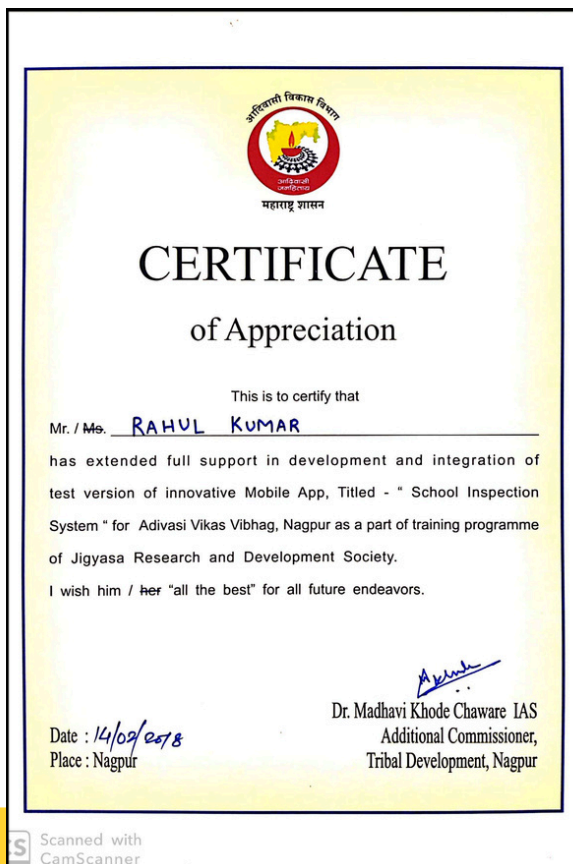 आदिवासी विकास विभाग
आदिवासी
जनहिताय
महाराष्ट्र शासन
CERTIFICATE
of Appreciation
This is to certify that
Mr. / Ms. RAHUL KUMAR
has extended full support in development and integration of
test version of innovative Mobile App, Titled - “ School Inspection
System “ for Adivasi Vikas Vibhag, Nagpur as a part of training programme
of Jigyasa Research and Development Society.
I wish him / her “all the best” for all future endeavors.
Dr. Madhavi Khode Chaware IAS
Date : 14/02/2018
Additional Commissioner,
Place : Nagpur
Tribal Development, Nagpur
CS Scanned with
CamScanner